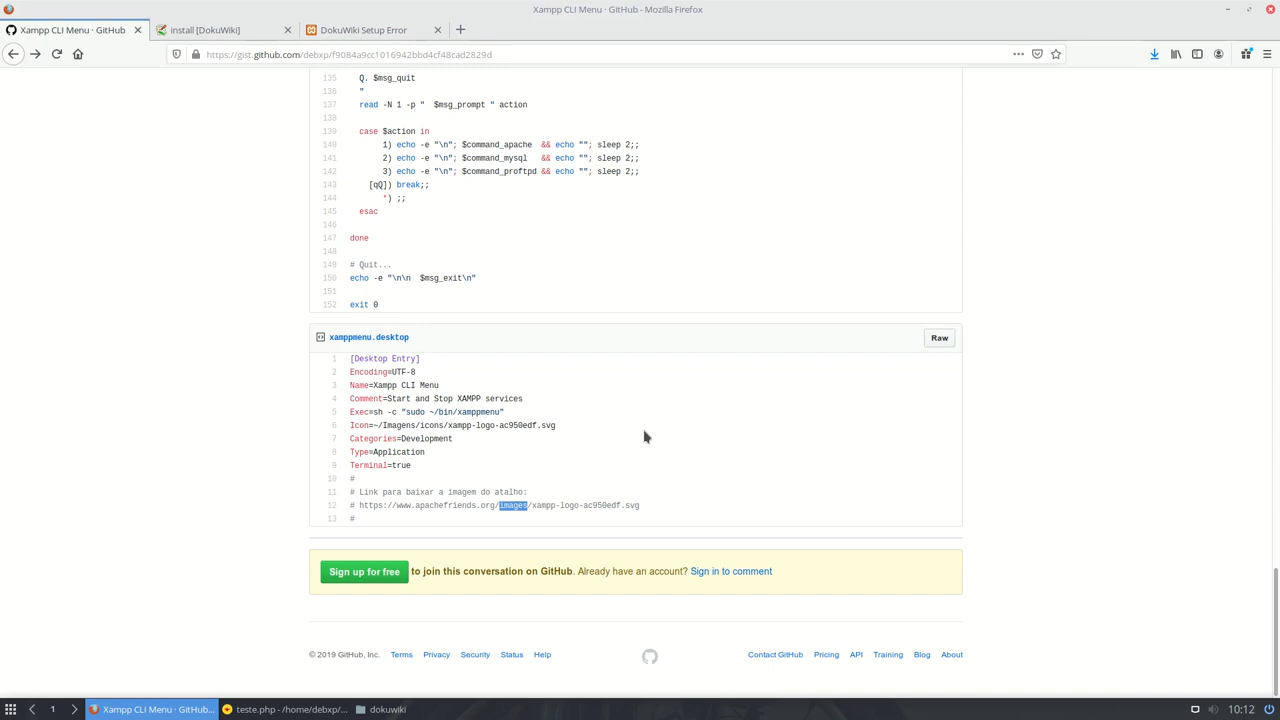 Xampp CLI Menu · GitHub - Mozilla Firefox
Xampp CLI Menu · GitHub
install [DokuWiki]
DokuWiki Setup Error
https://gist.github.com/debxp/f9084a9cc1016942bbd4cf48cad2829d
135 Q. $msg_quit
136 "
137 read -N 1 -p "  $msg_prompt " action
138
139 case $action in
140 1) echo -e "\n"; $command_apache  && echo ""; sleep 2;;
141 2) echo -e "\n"; $command_mysql   && echo ""; sleep 2;;
142 3) echo -e "\n"; $command_proftpd && echo ""; sleep 2;;
143 [qQ]) break;;
144 *) ;;
145 esac
146
147 done
148
149 # Quit...
150 echo -e "\n\n  $msg_exit\n"
151
152 exit 0
xamppmenu.desktop
Raw
1 [Desktop Entry]
2 Encoding=UTF-8
3 Name=Xampp CLI Menu
4 Comment=Start and Stop XAMPP services
5 Exec=sh -c "sudo ~/bin/xamppmenu"
6 Icon=~/Imagens/icons/xampp-logo-ac950edf.svg
7 Categories=Development
8 Type=Application
9 Terminal=true
10 #
11 # Link para baixar a imagem do atalho:
12 # https://www.apachefriends.org/images/xampp-logo-ac950edf.svg
13 #
Sign up for free to join this conversation on GitHub. Already have an account? Sign in to comment
© 2019 GitHub, Inc. Terms Privacy Security Status Help
Contact GitHub Pricing API Training Blog About
1
Xampp CLI Menu · GitHub...
teste.php - /home/debxp/...
dokuwiki
10:12